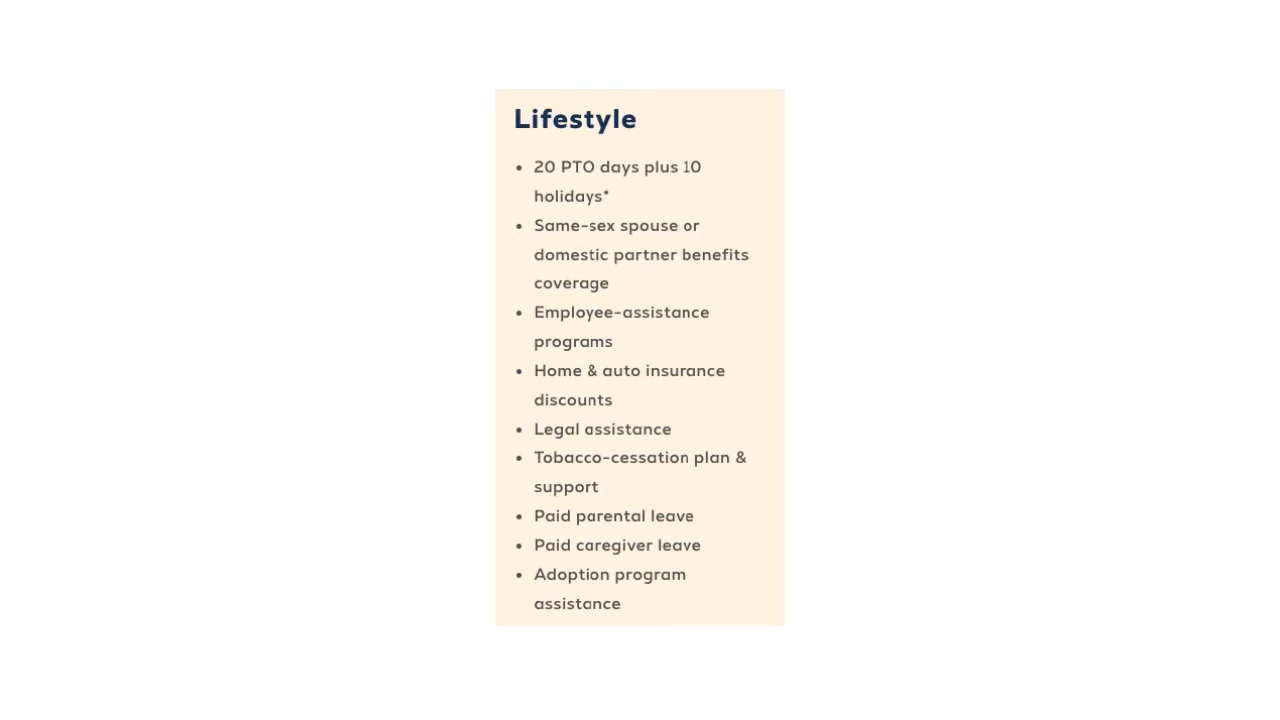 Lifestyle
• 20 PTO days plus 10
holidays*
• Same-sex spouse or
domestic partner benefits
coverage
• Employee-assistance
programs
• Home & auto insurance
discounts
• Legal assistance
• Tobacco-cessation plan &
support
• Paid parental leave
• Paid caregiver leave
• Adoption program
assistance